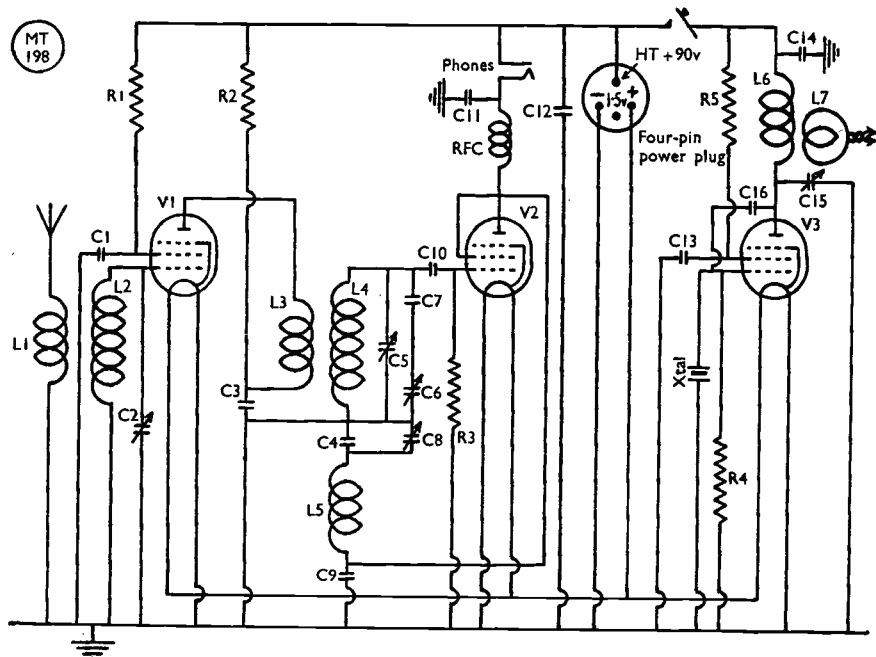 MT
198
R1
R2
Phones
C11
RFC
C12
HT +90v
− 1·5v +
Four-pin
power plug
R5
C14
L6
L7
V1
C1
L2
L1
C2
L3
L4
C3
C4
C5
C7
C6
C8
L5
C9
C10
R3
V2
C16
C15
V3
C13
Xtal
R4